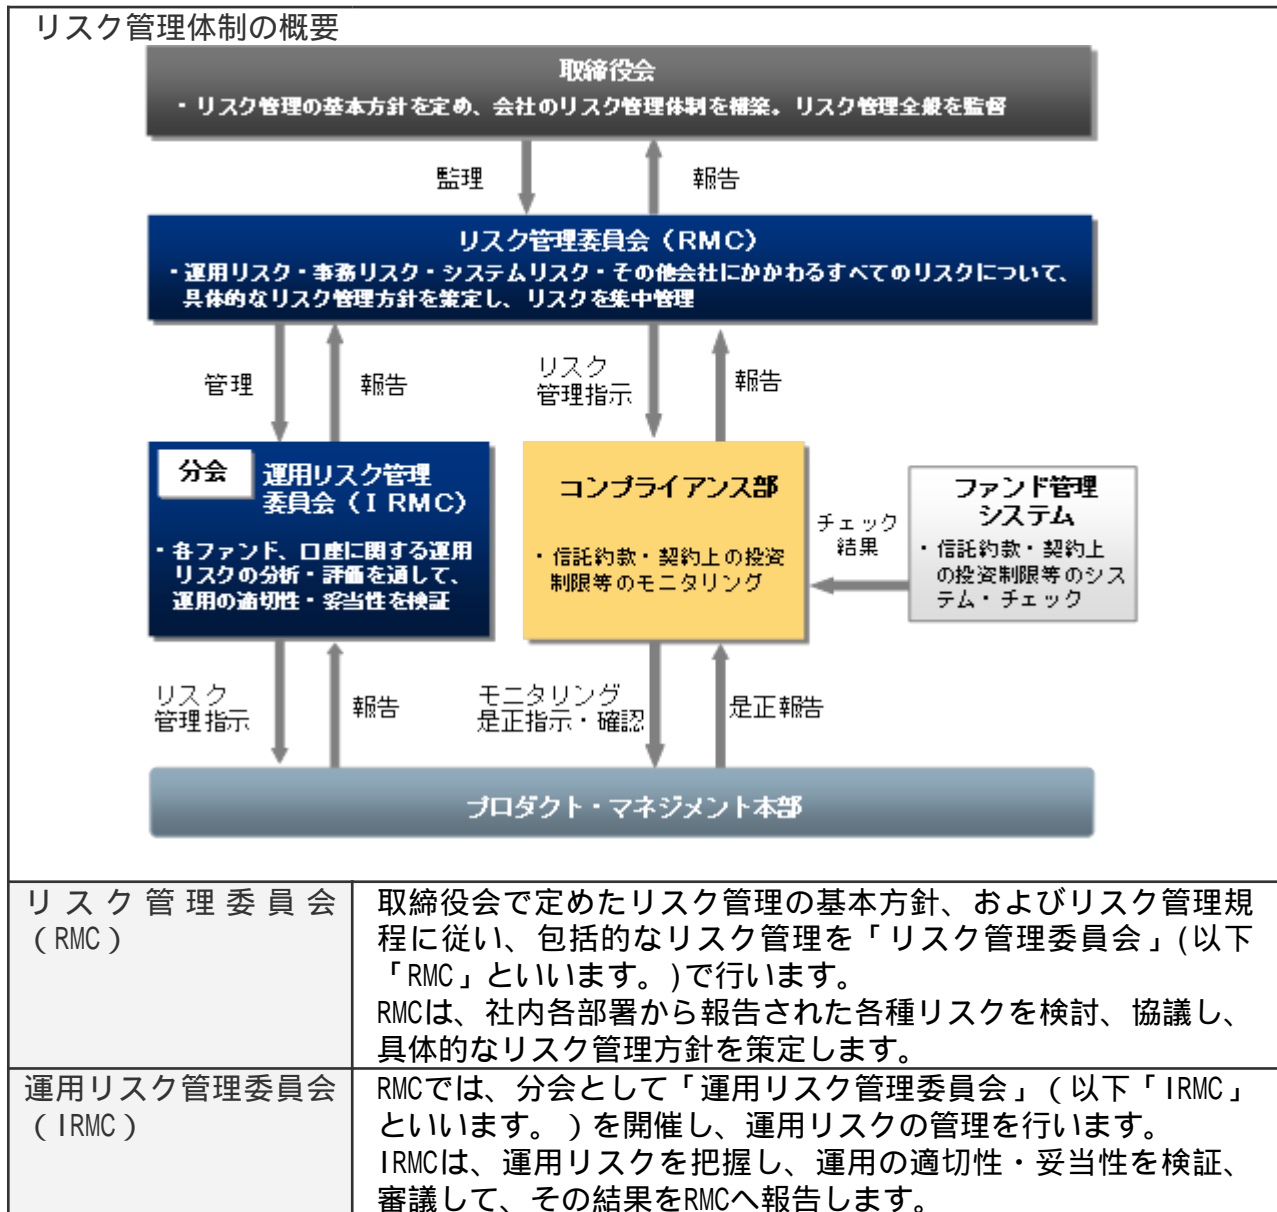 リスク管理体制の概要
取締役会
・リスク管理の基本方針を定め、会社のリスク管理体制を構築。リスク管理全般を監督
監理
報告
リスク管理委員会（RMC）
・運用リスク・事務リスク・システムリスク・その他会社にかかわるすべてのリスクについて、
具体的なリスク管理方針を策定し、リスクを集中管理
管理
報告
リスク
管理指示
報告
分会
運用リスク管理
委員会（IRMC）
・各ファンド、口座に関する運用
リスクの分析・評価を通して、
運用の適切性・妥当性を検証
コンプライアンス部
・信託約款・契約上の投資
制限等のモニタリング
チェック
結果
ファンド管理
システム
・信託約款・契約上
の投資制限等のシス
テム・チェック
リスク
管理指示
報告
モニタリング
是正指示・確認
是正報告
プロダクト・マネジメント本部
リスク管理委員会
（RMC）
取締役会で定めたリスク管理の基本方針、およびリスク管理規
程に従い、包括的なリスク管理を「リスク管理委員会」(以下
「RMC」といいます。)で行います。
RMCは、社内各部署から報告された各種リスクを検討、協議し、
具体的なリスク管理方針を策定します。
運用リスク管理委員会
（IRMC）
RMCでは、分会として「運用リスク管理委員会」（以下「IRMC」
といいます。）を開催し、運用リスクの管理を行います。
IRMCは、運用リスクを把握し、運用の適切性・妥当性を検証、
審議して、その結果をRMCへ報告します。